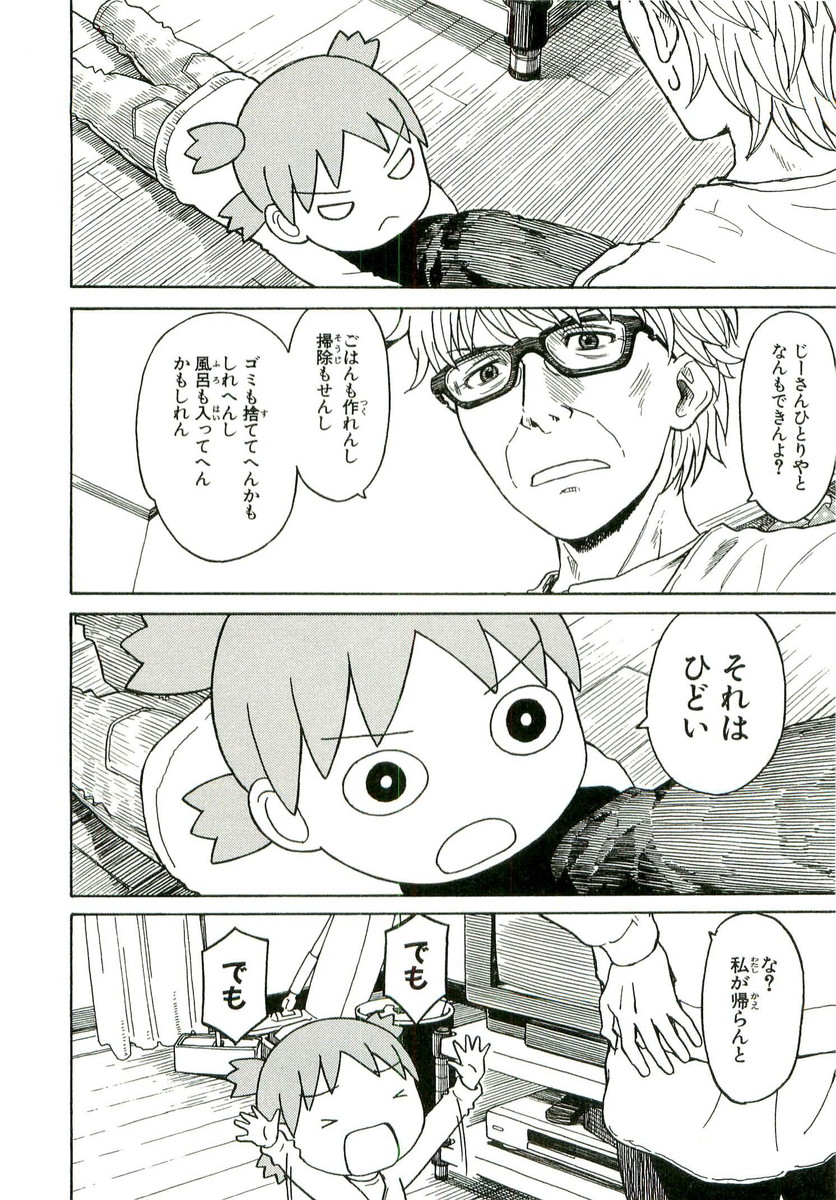 じーさんひとりやと
なんもできんよ？
ごはんも作れんし
掃除もせんし
ゴミも捨ててへんかも
しれへんし
風呂も入ってへん
かもしれん
それは
ひどい
な？
私が帰らんと
でも
でも